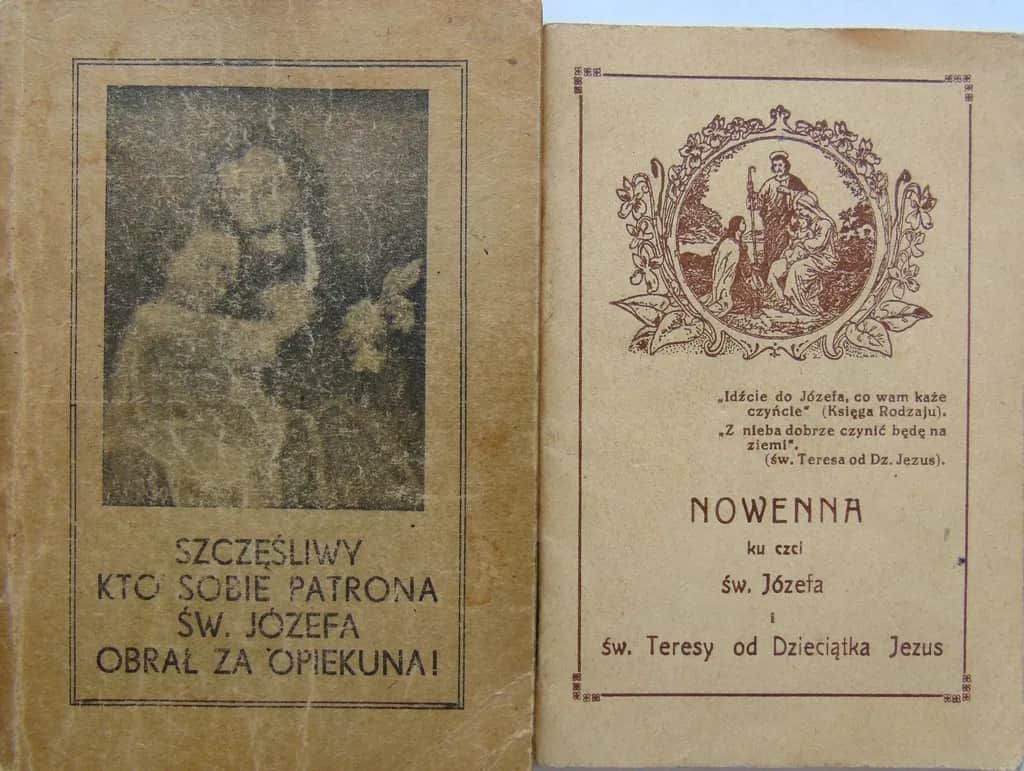 SZCZĘŚLIWY
KTO SOBIE PATRONA
ŚW. JÓZEFA
OBRAŁ ZA OPIEKUNA!
„Idźcie do Józefa, co wam każe
czyńcie" (Księga Rodzaju).
„Z nieba dobrze czynić będę na
ziemi".
(św. Teresa od Dz. Jezus).
NOWENNA
ku czci
św. Józefa
i
św. Teresy od Dzieciątka Jezus